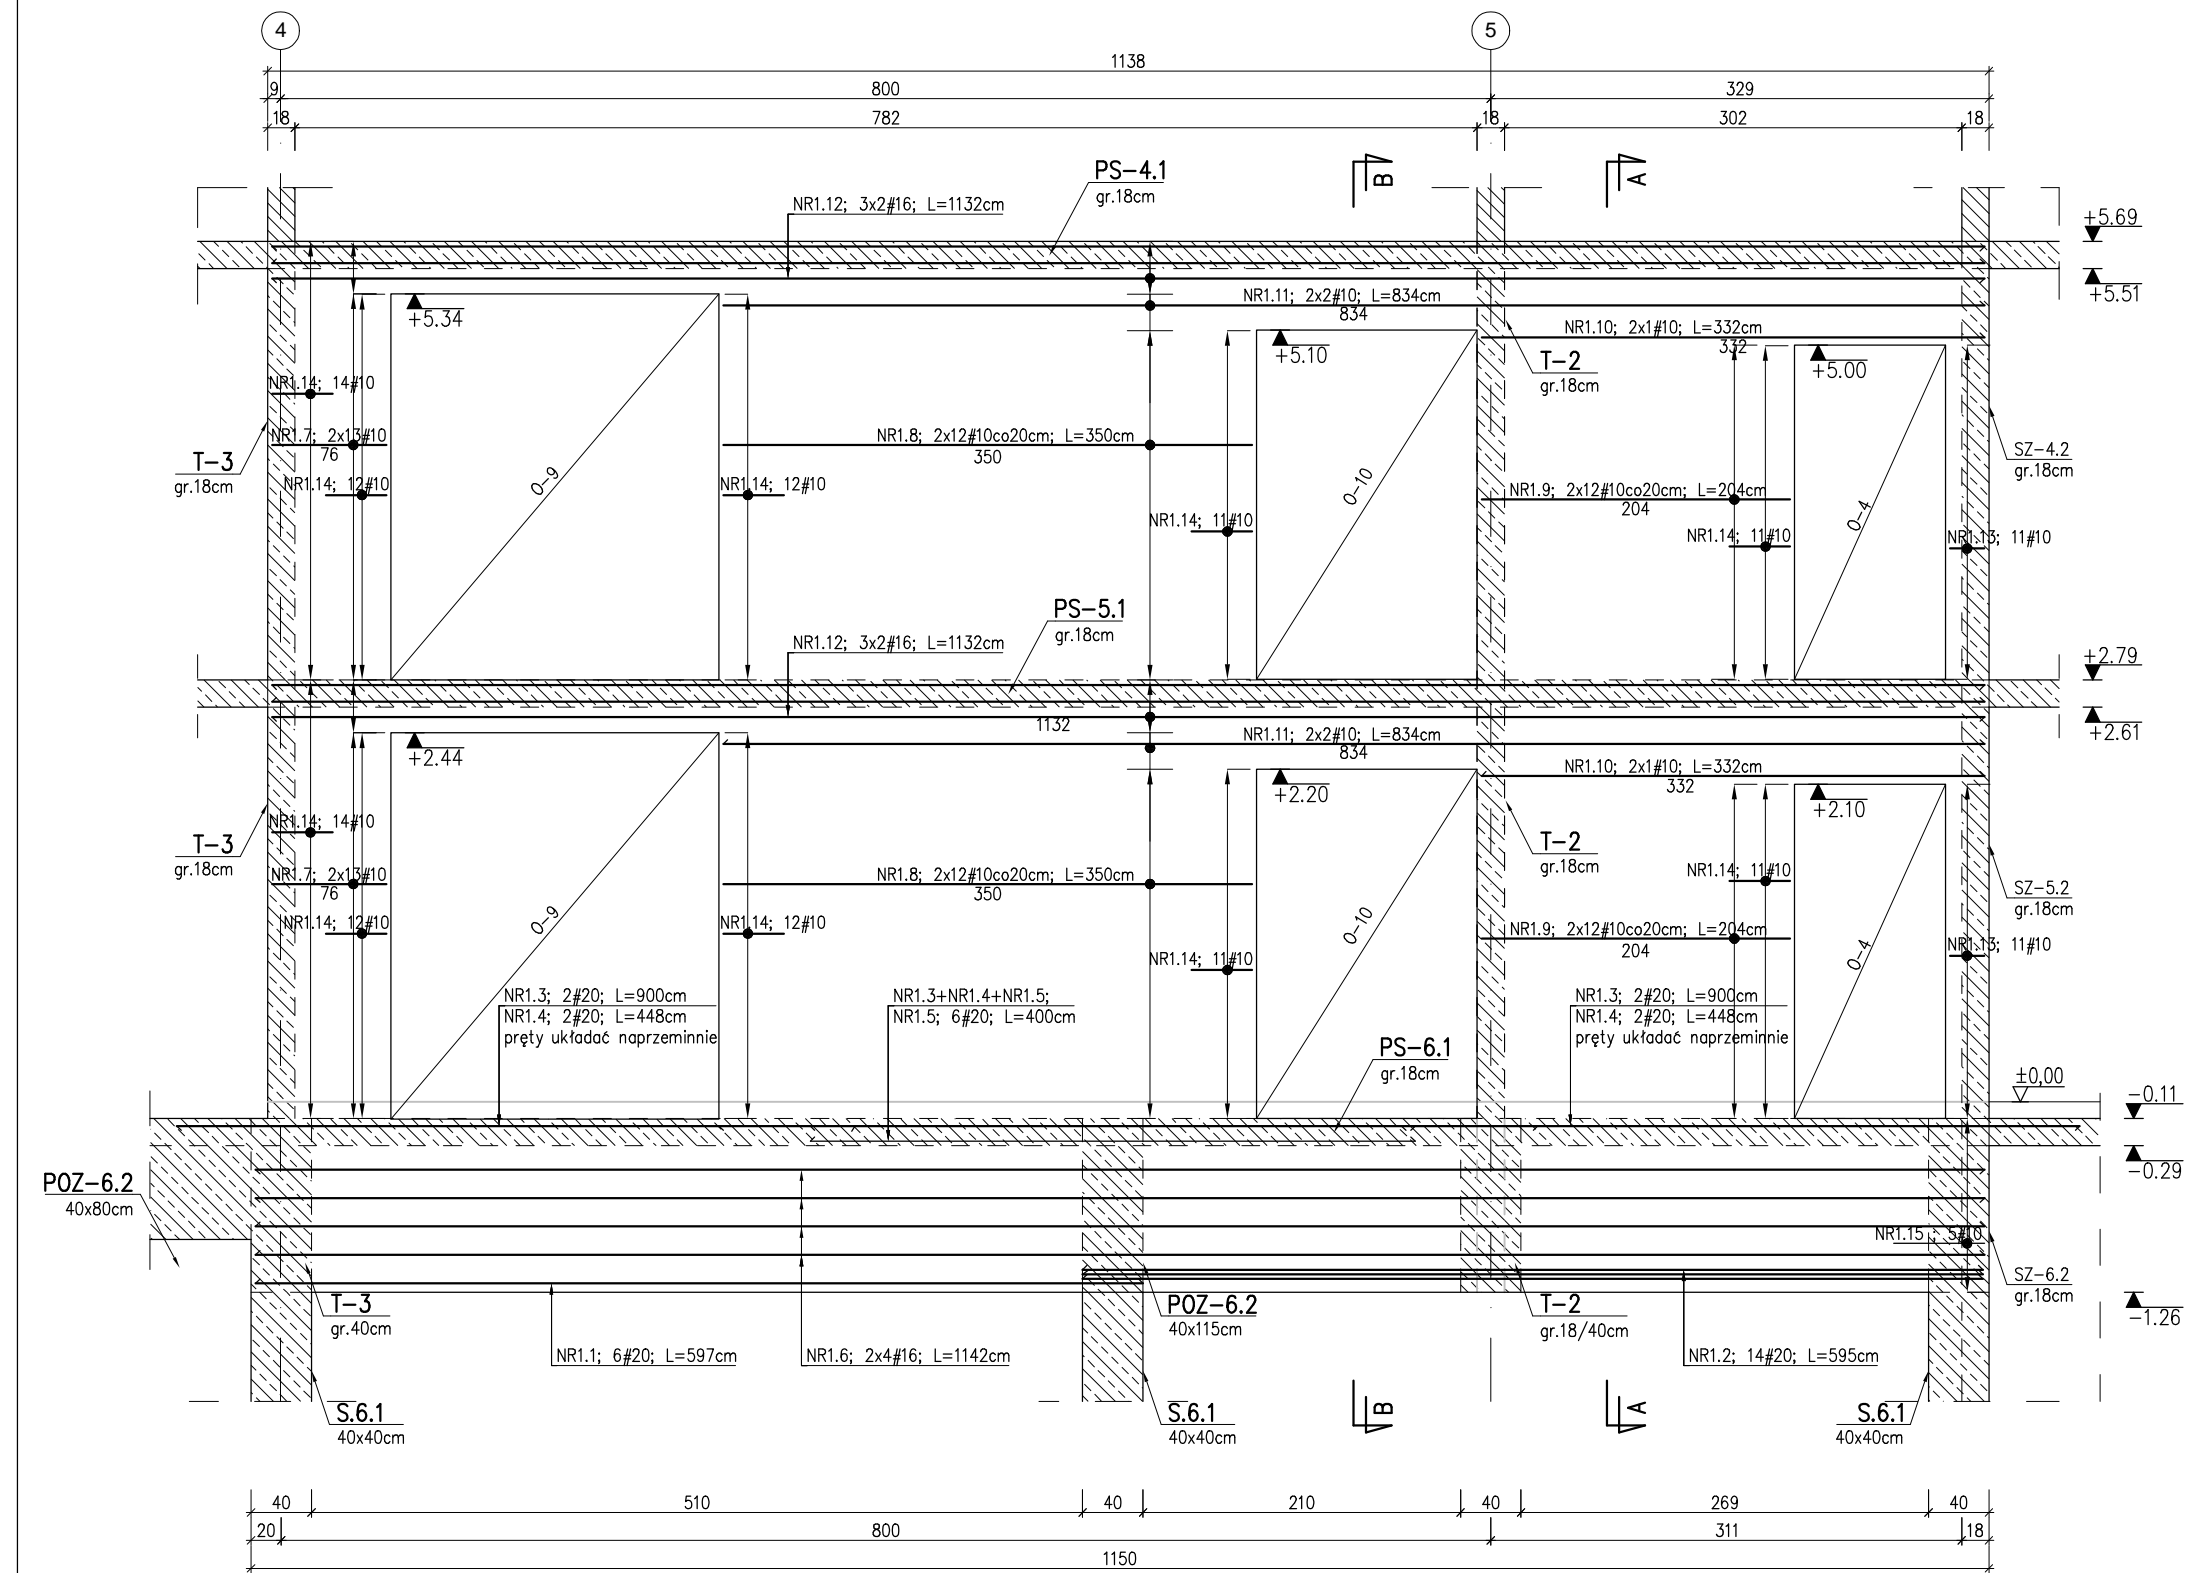 4
5
1138
9
800
329
18
782
18
302
18
PS-4.1
gr.18cm
B
A
NR1.12; 3x2#16; L=1132cm
+5.69
+5.51
+5.34
NR1.11; 2x2#10; L=834cm
834
NR1.10; 2x1#10; L=332cm
332
+5.10
+5.00
T-2
gr.18cm
NR1.14; 14#10
NR1.7; 2x13#10
76
T-3
gr.18cm
NR1.14; 12#10
O-9
NR1.14; 12#10
NR1.8; 2x12#10co20cm; L=350cm
350
O-10
NR1.14; 11#10
NR1.9; 2x12#10co20cm; L=204cm
204
NR1.14; 11#10
O-4
NR1.13; 11#10
SZ-4.2
gr.18cm
PS-5.1
gr.18cm
NR1.12; 3x2#16; L=1132cm
1132
+2.79
+2.61
+2.44
NR1.11; 2x2#10; L=834cm
834
NR1.10; 2x1#10; L=332cm
332
+2.20
+2.10
T-2
gr.18cm
NR1.14; 14#10
T-3
gr.18cm
NR1.7; 2x13#10
76
NR1.14; 12#10
O-9
NR1.14; 12#10
NR1.8; 2x12#10co20cm; L=350cm
350
O-10
NR1.14; 11#10
NR1.14; 11#10
NR1.9; 2x12#10co20cm; L=204cm
204
O-4
NR1.13; 11#10
SZ-5.2
gr.18cm
NR1.3; 2#20; L=900cm
NR1.4; 2#20; L=448cm
pręty układać naprzeminnie
NR1.3+NR1.4+NR1.5;
NR1.5; 6#20; L=400cm
NR1.3; 2#20; L=900cm
NR1.4; 2#20; L=448cm
pręty układać naprzeminnie
PS-6.1
gr.18cm
±0,00
-0.11
-0.29
POZ-6.2
40x80cm
NR1.15 ; 5#10
SZ-6.2
gr.18cm
T-3
gr.40cm
POZ-6.2
40x115cm
T-2
gr.18/40cm
-1.26
NR1.1; 6#20; L=597cm
NR1.6; 2x4#16; L=1142cm
NR1.2; 14#20; L=595cm
S.6.1
40x40cm
S.6.1
40x40cm
B
A
S.6.1
40x40cm
40
510
40
210
40
269
40
20
800
311
18
1150